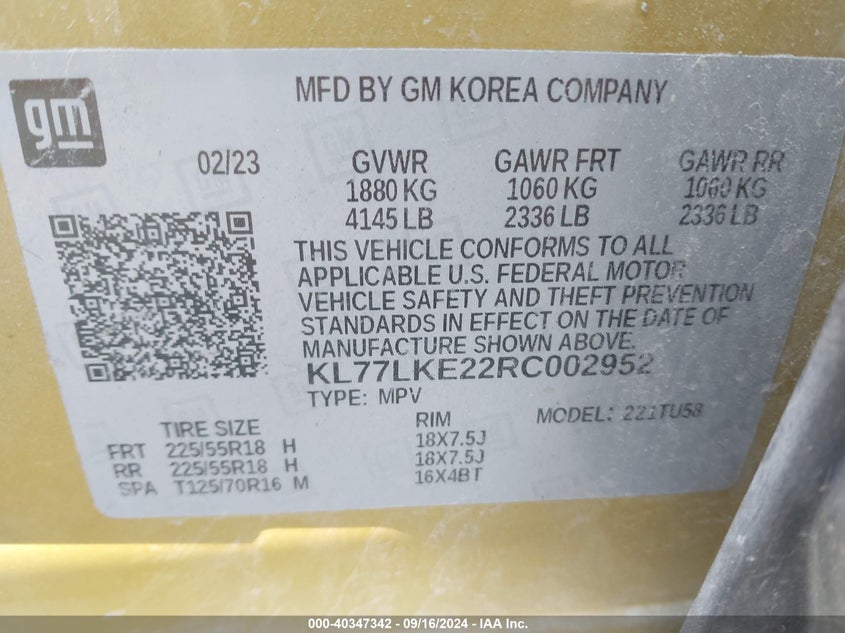 gm
MFD BY GM KOREA COMPANY
02/23 GVWR GAWR FRT GAWR RR
1880 KG 1060 KG 1060 KG
4145 LB 2336 LB 2336 LB
THIS VEHICLE CONFORMS TO ALL
APPLICABLE U.S. FEDERAL MOTOR
VEHICLE SAFETY AND THEFT PREVENTION
STANDARDS IN EFFECT ON THE DATE OF
MANUFACTURE SHOWN ABOVE.
KL77LKE22RC002952
TYPE: MPV MODEL: 221TU58
TIRE SIZE RIM
FRT 225/55R18 H 18X7.5J
RR 225/55R18 H 18X7.5J
SPA T125/70R16 M 16X4BT
000-40347342 - 09/16/2024 - IAA Inc.